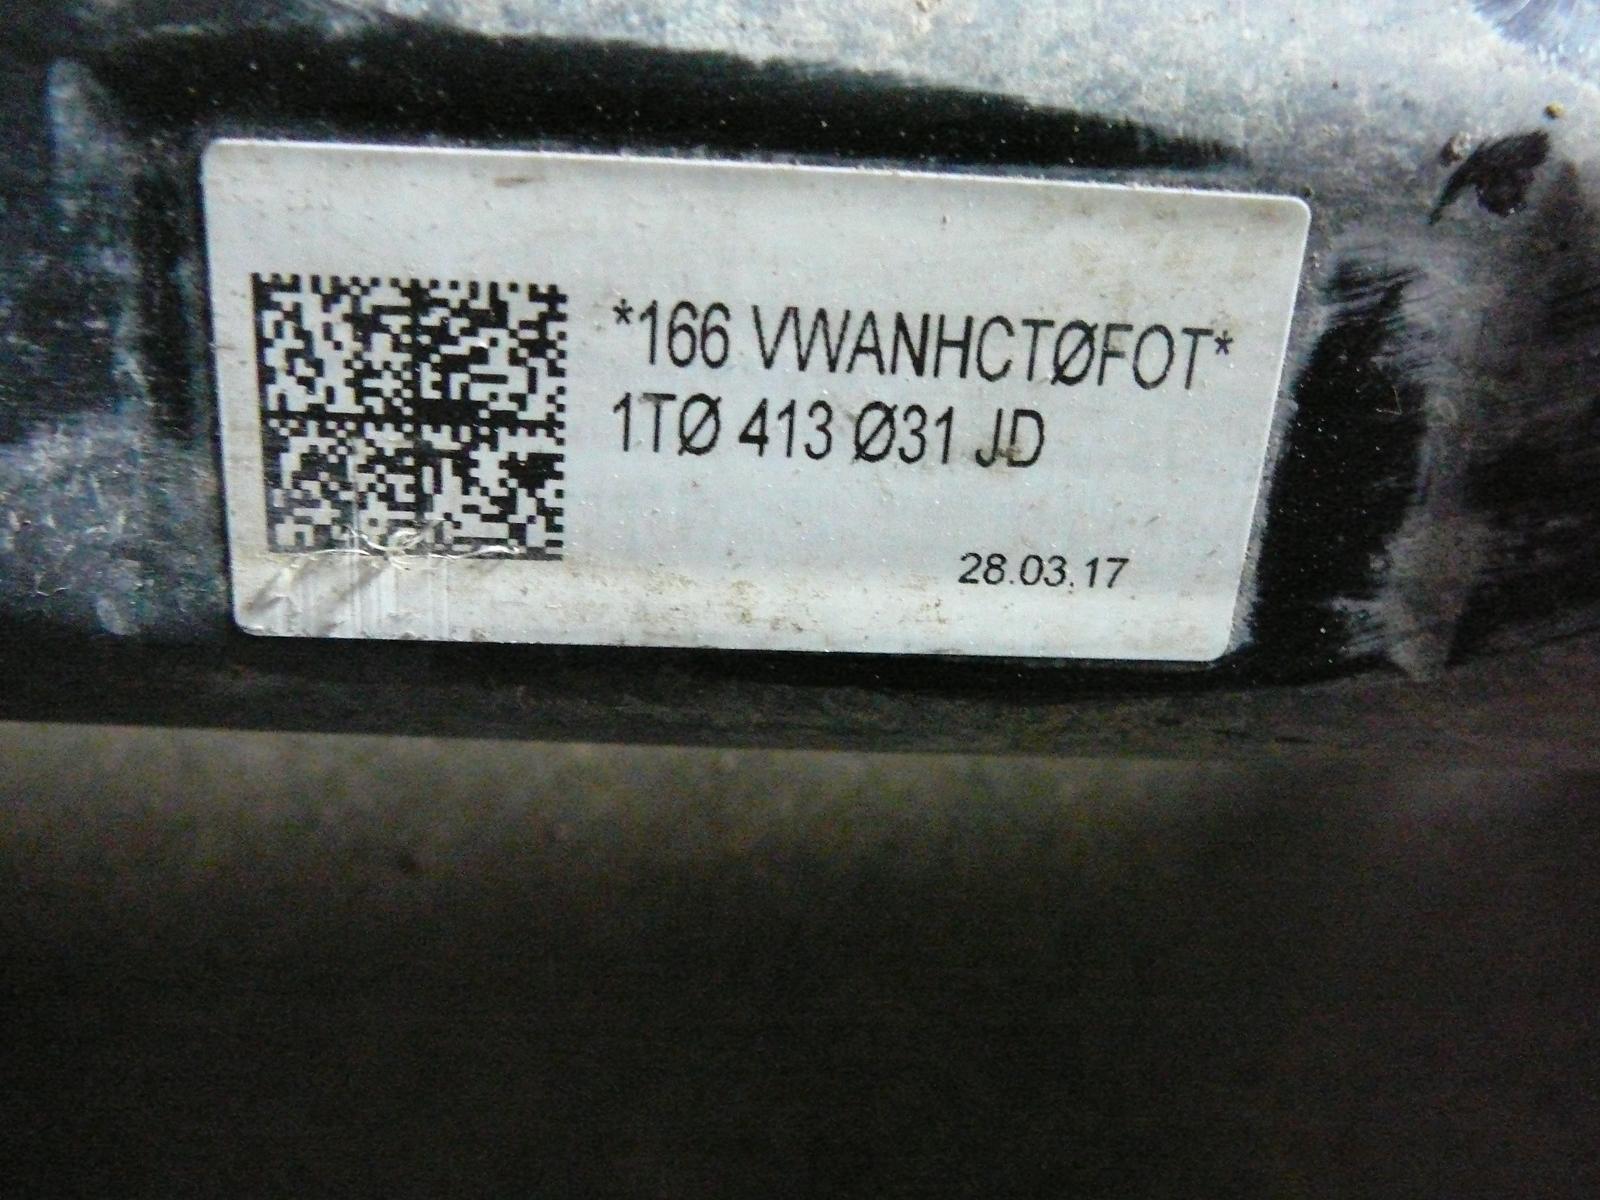 *166 VWANHCTØFOT*
1TØ 413 Ø31 JD
28.03.17